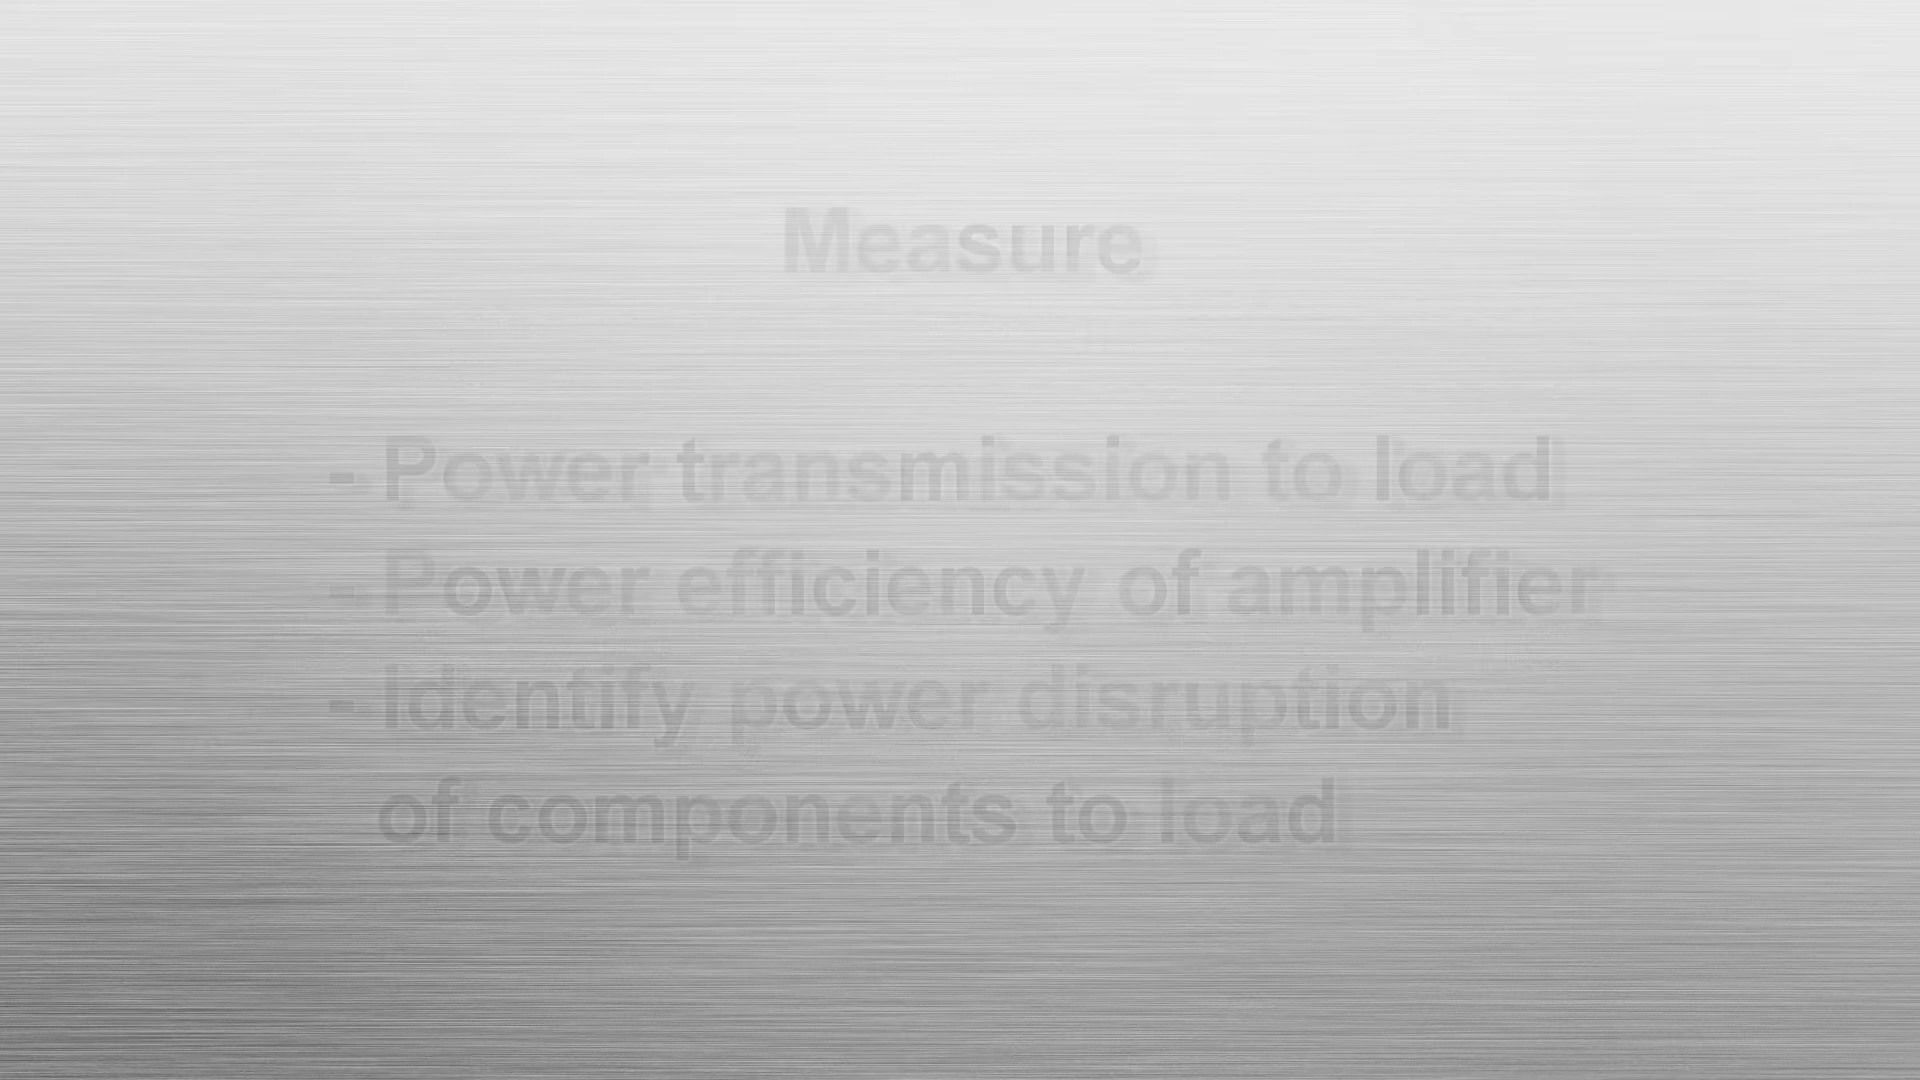 Measure
- Power transmission to load
- Power efficiency of amplifier
- Identify power disruption
of components to load